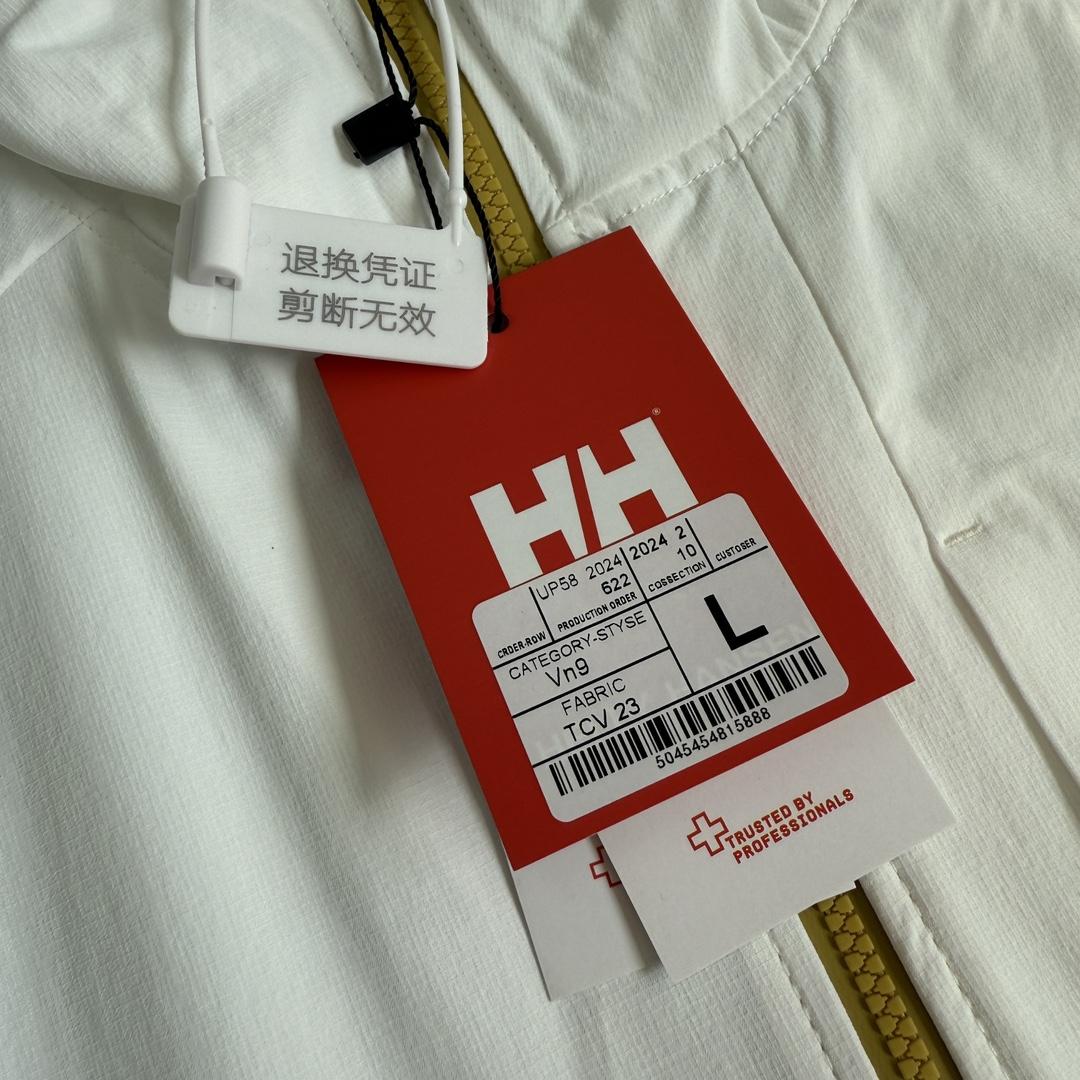 退换凭证
剪断无效
HH®
UP58 2024
622
2024 2
10
CRDER-ROW
PRODUCTION ORDER
COSSECTION
CUSTOSER
CATEGORY-STYSE
Vn9
L
FABRIC
TCV 23
5045454815888
TRUSTED BY
PROFESSIONALS